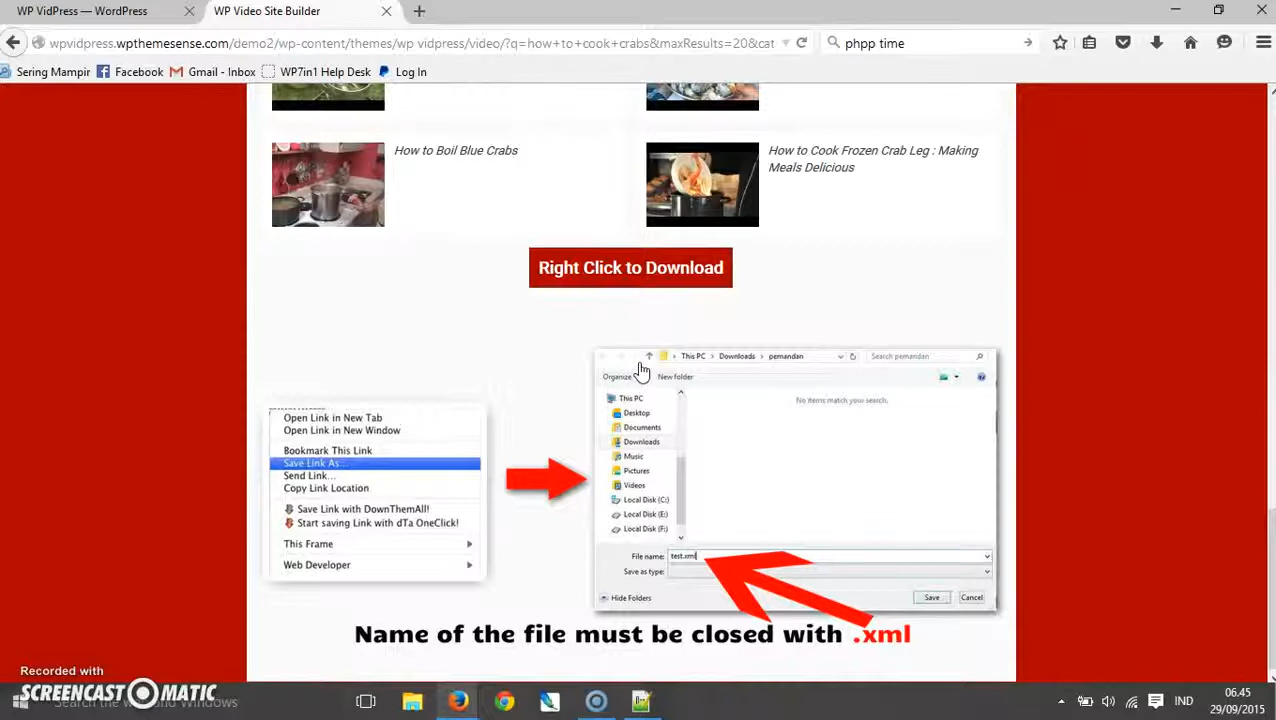 WP VidPress — WordPress
WP Video Site Builder
wpvidpress.wpthemesense.com/demo2/wp-content/themes/wp vidpress/video/?q=how+to+cook+crabs&maxResults=20&cat
phpp time
Sering Mampir
Facebook
Gmail - Inbox
WP7in1 Help Desk
Log In
How to Boil Blue Crabs
How to Cook Frozen Crab Leg : Making
Meals Delicious
Right Click to Download
This PC > Downloads > pemandan
Search pemandan
Organize
New folder
This PC
No items match your search.
Desktop
Documents
Downloads
Music
Pictures
Videos
Local Disk (C:)
Local Disk (E:)
Local Disk (F:)
File name: test.xml
Save as type:
Hide Folders
Save
Cancel
Open Link in New Tab
Open Link in New Window
Bookmark This Link
Save Link As...
Send Link...
Copy Link Location
Save Link with DownThemAll!
Start saving Link with dTa OneClick!
This Frame
Web Developer
Name of the file must be closed with .xml
Recorded with
SCREENCAST-O-MATIC
Search the web and Windows
IND
06.45
29/09/2015